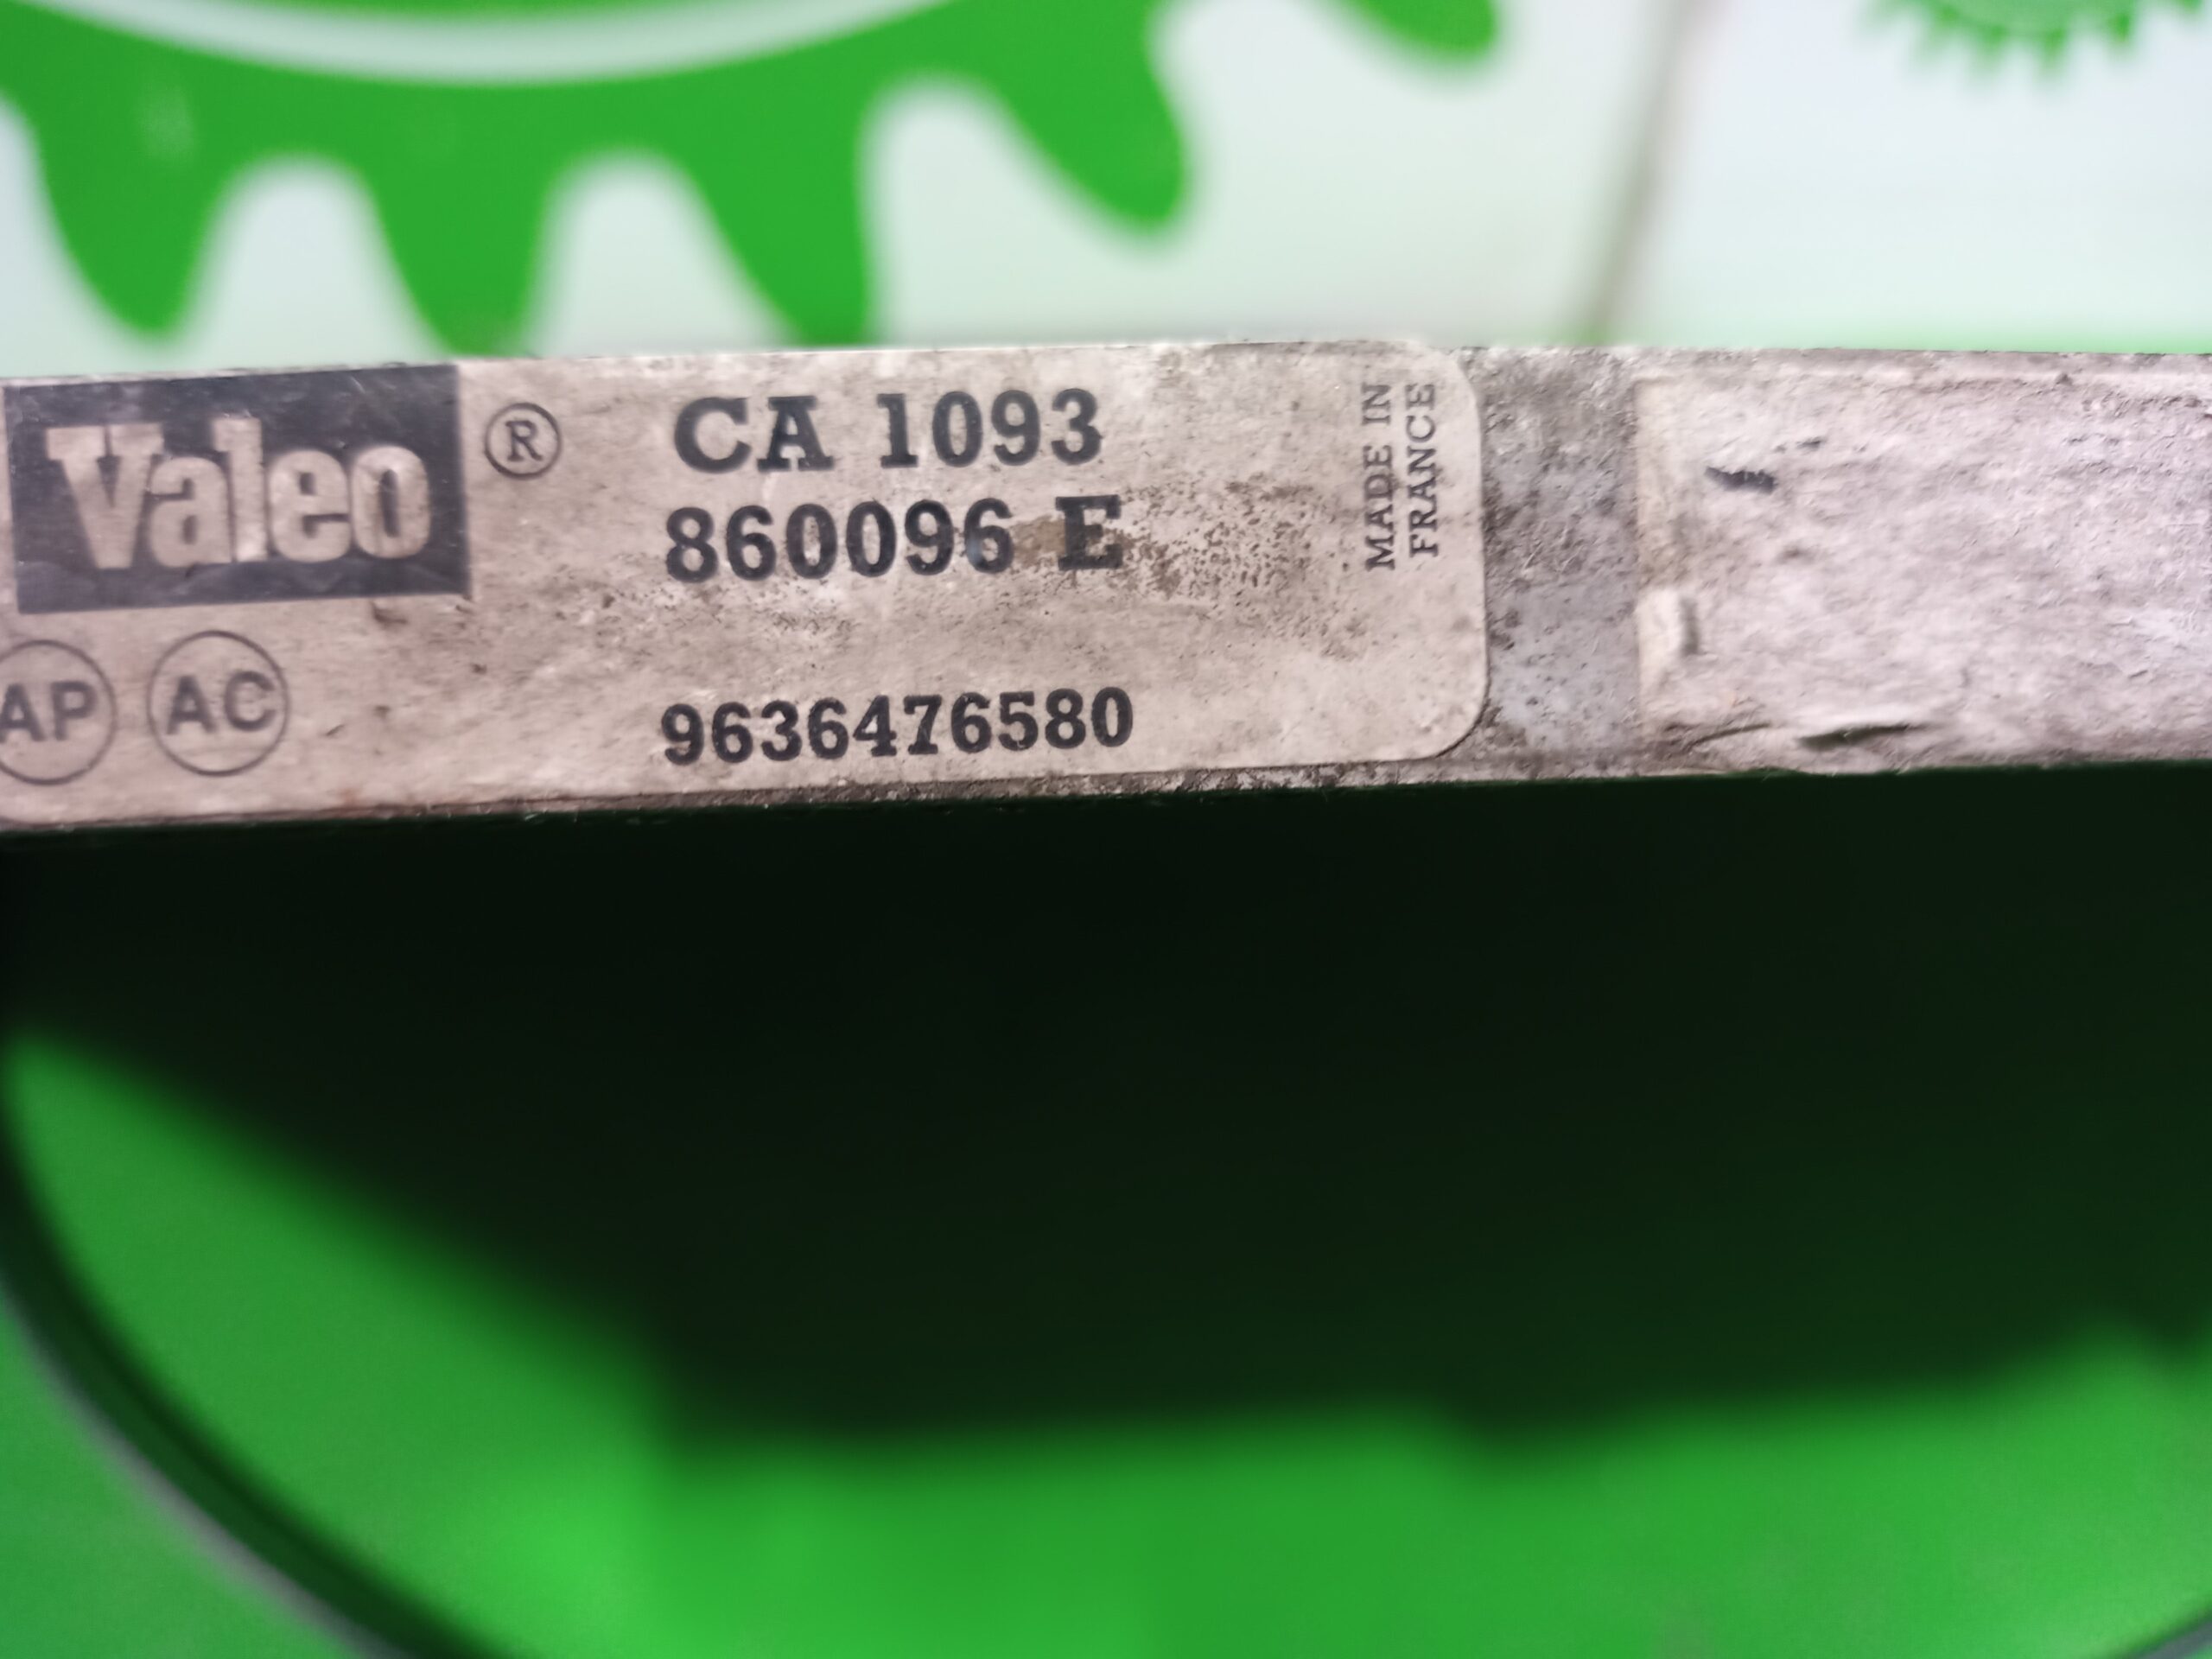 Valeo ®
CA 1093
860096 E
MADE IN
FRANCE
AP AC
9636476580